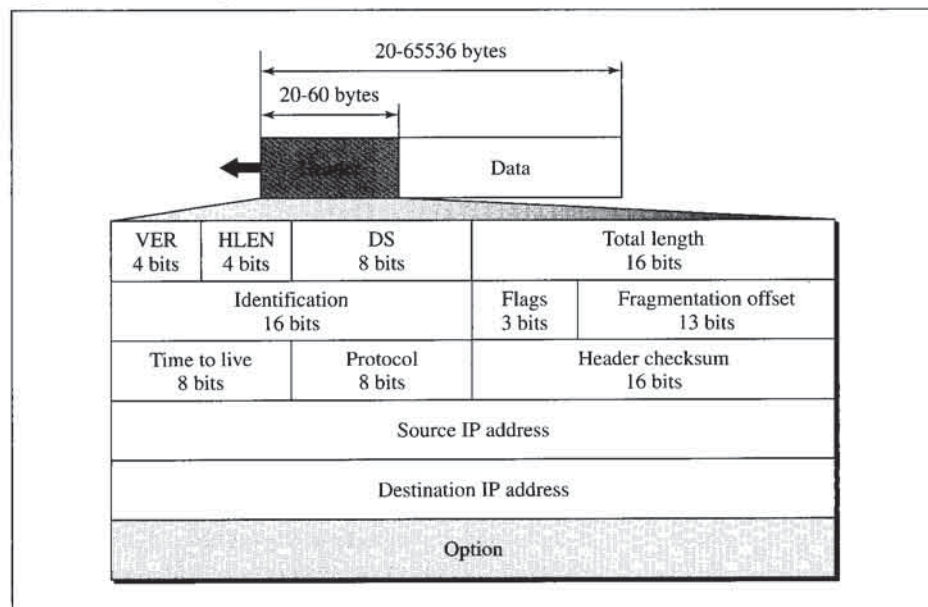 20-65536 bytes
20-60 bytes
Header
Data
VER
4 bits
HLEN
4 bits
DS
8 bits
Total length
16 bits
Identification
16 bits
Flags
3 bits
Fragmentation offset
13 bits
Time to live
8 bits
Protocol
8 bits
Header checksum
16 bits
Source IP address
Destination IP address
Option